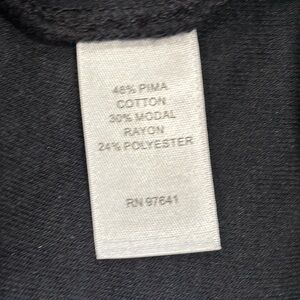 46% PIMA
COTTON
30% MODAL
RAYON
24% POLYESTER
RN 97641